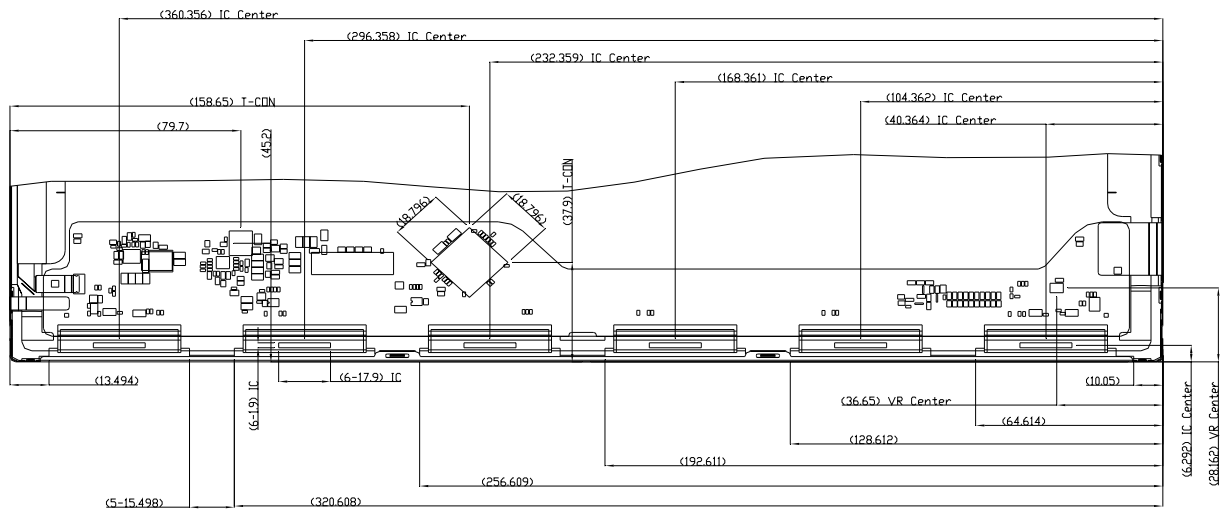 (360.356) IC Center
(296.358) IC Center
(232.359) IC Center
(168.361) IC Center
(158.65) T-CON
(104.362) IC Center
(40.364) IC Center
(79.7)
(45.2)
(37.9) T-CON
(18.796)
(18.796)
(13.494)
(6-17.9) IC
(6-1.9) IC
(10.05)
(36.65) VR Center
(64.614)
(6.292) IC Center
(28.162) VR Center
(128.612)
(192.611)
(256.609)
(5-15.498)
(320.608)